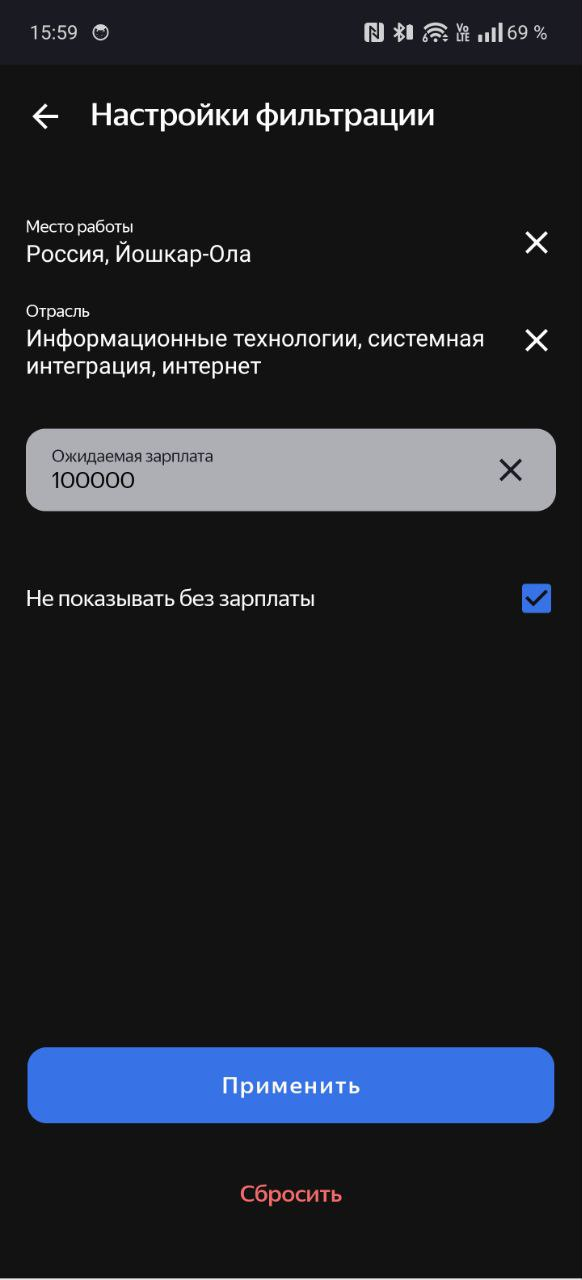 15:59
Vo LTE 69 %
Настройки фильтрации
Место работы
Россия, Йошкар-Ола
Отрасль
Информационные технологии, системная
интеграция, интернет
Ожидаемая зарплата
100000
Не показывать без зарплаты
Применить
Сбросить